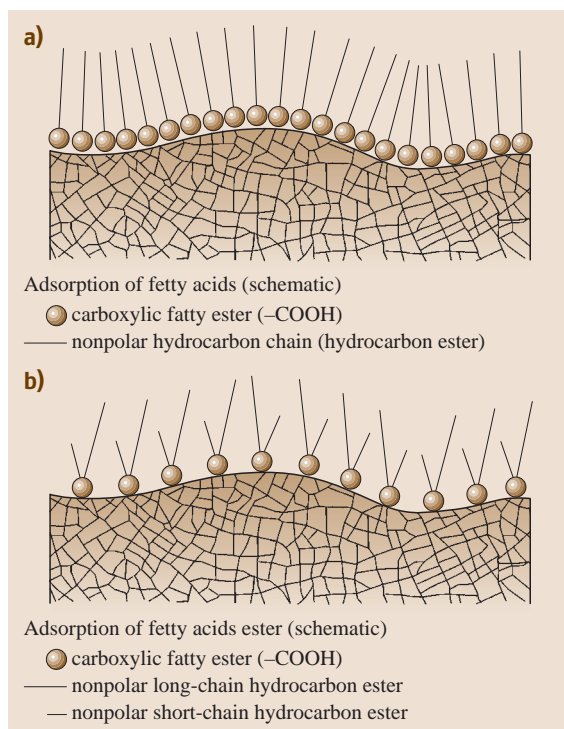 a)
Adsorption of fetty acids (schematic)
carboxylic fatty ester (–COOH)
nonpolar hydrocarbon chain (hydrocarbon ester)
b)
Adsorption of fetty acids ester (schematic)
carboxylic fatty ester (–COOH)
nonpolar long-chain hydrocarbon ester
nonpolar short-chain hydrocarbon ester